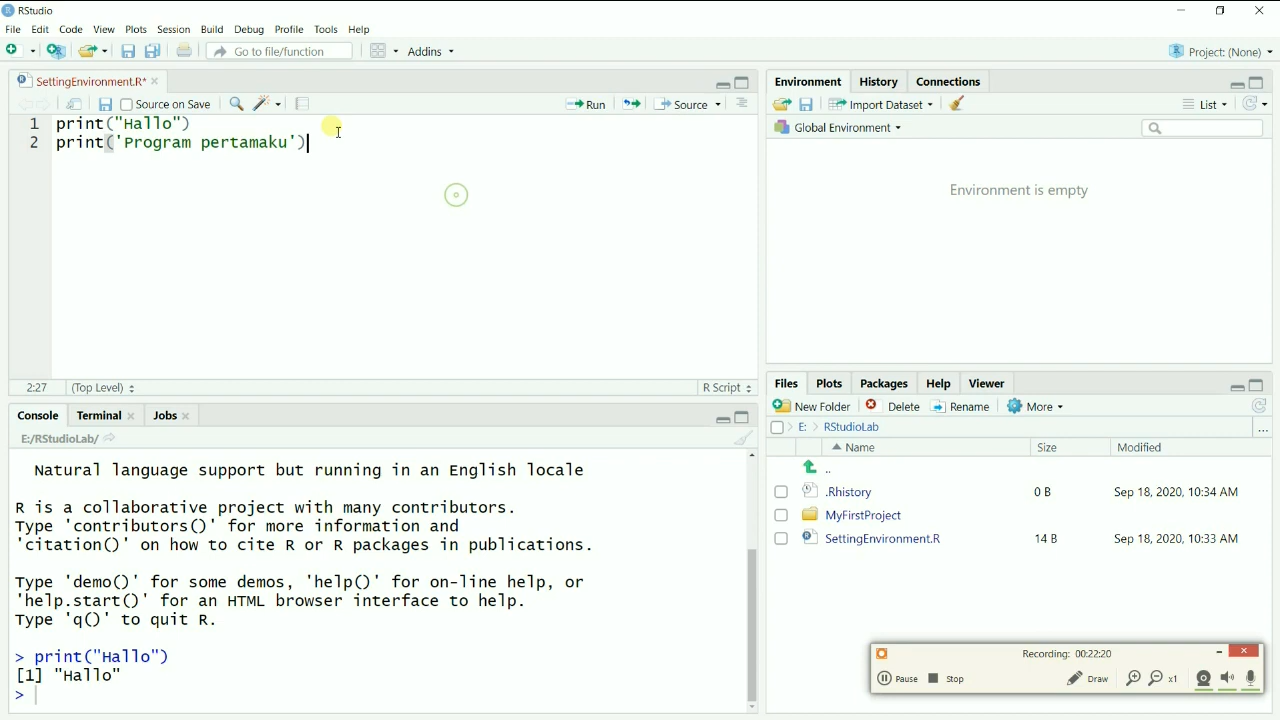 RStudio
File Edit Code View Plots Session Build Debug Profile Tools Help
Go to file/function Addins Project: (None)
SettingEnvironment.R*
Source on Save Run Source
1 print("Hallo")
2 print('Program pertamaku')
2:27 (Top Level) R Script
Console Terminal Jobs
E:/RStudioLab/
Natural language support but running in an English locale
R is a collaborative project with many contributors.
Type 'contributors()' for more information and
'citation()' on how to cite R or R packages in publications.
Type 'demo()' for some demos, 'help()' for on-line help, or
'help.start()' for an HTML browser interface to help.
Type 'q()' to quit R.
> print("Hallo")
[1] "Hallo"
>
Environment History Connections
Import Dataset List
Global Environment
Environment is empty
Files Plots Packages Help Viewer
New Folder Delete Rename More
E: RStudioLab ...
Name Size Modified
..
.Rhistory 0 B Sep 18, 2020, 10:34 AM
MyFirstProject
SettingEnvironment.R 14 B Sep 18, 2020, 10:33 AM
Recording: 00:22:20
Pause Stop Draw x1